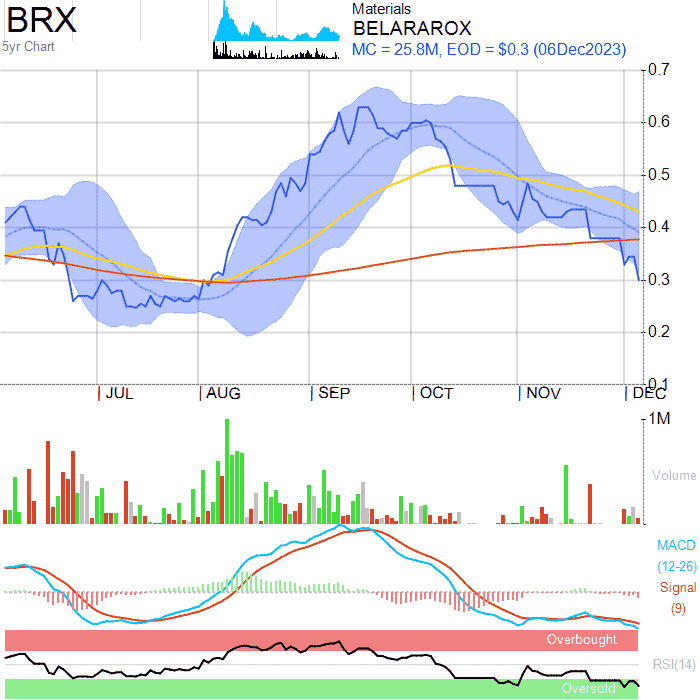 BRX
Materials
BELARAROX
5yr Chart
MC = 25.8M, EOD = $0.3 (06Dec2023)
0.7
0.6
0.5
0.4
0.3
0.2
0.1
JUL AUG SEP OCT NOV DEC
1M
Volume
MACD
(12-26)
Signal
(9)
Overbought
RSI(14)
Oversold